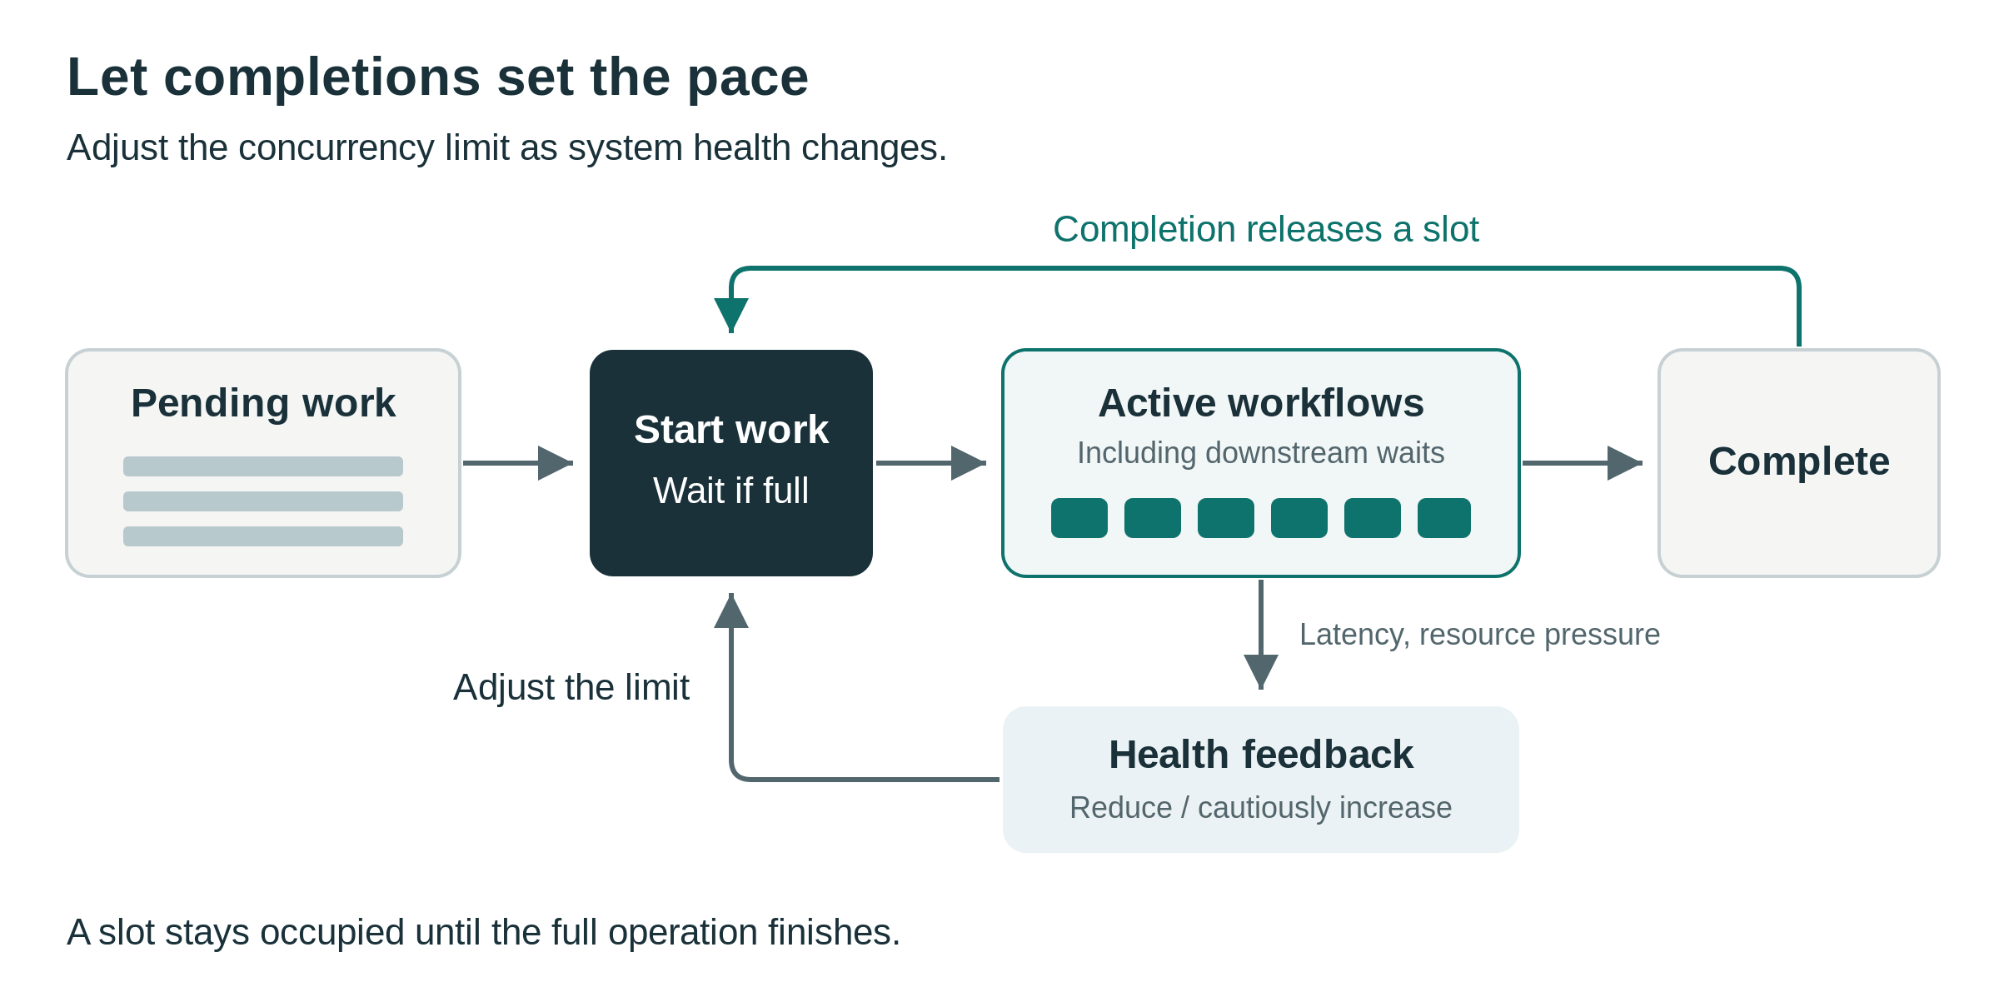 Let completions set the pace
Adjust the concurrency limit as system health changes.
Completion releases a slot
Pending work
Start work
Wait if full
Active workflows
Including downstream waits
Complete
Latency, resource pressure
Adjust the limit
Health feedback
Reduce / cautiously increase
A slot stays occupied until the full operation finishes.